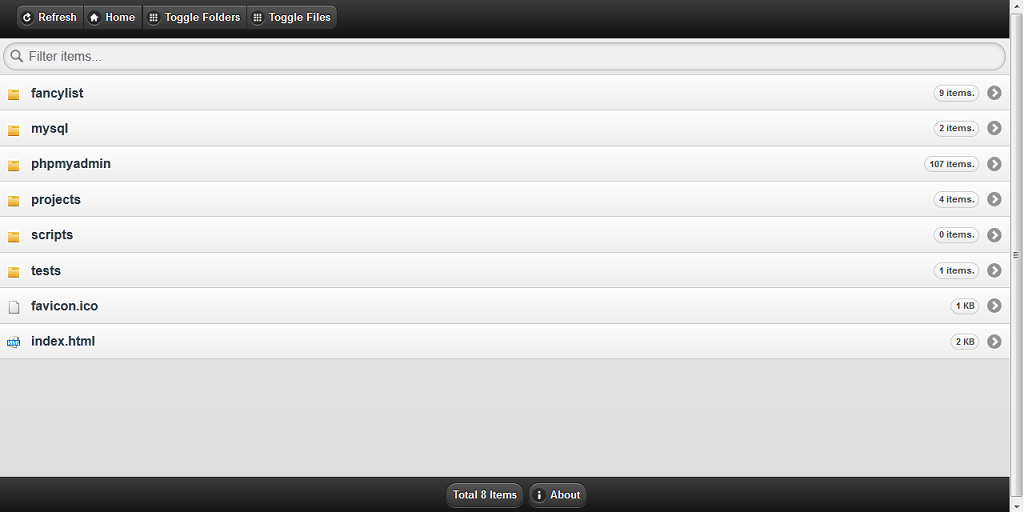 Refresh Home Toggle Folders Toggle Files
Filter items...
fancylist 9 items.
mysql 2 items.
phpmyadmin 107 items.
projects 4 items.
scripts 0 items.
tests 1 items.
favicon.ico 1 KB
index.html 2 KB
Total 8 Items About